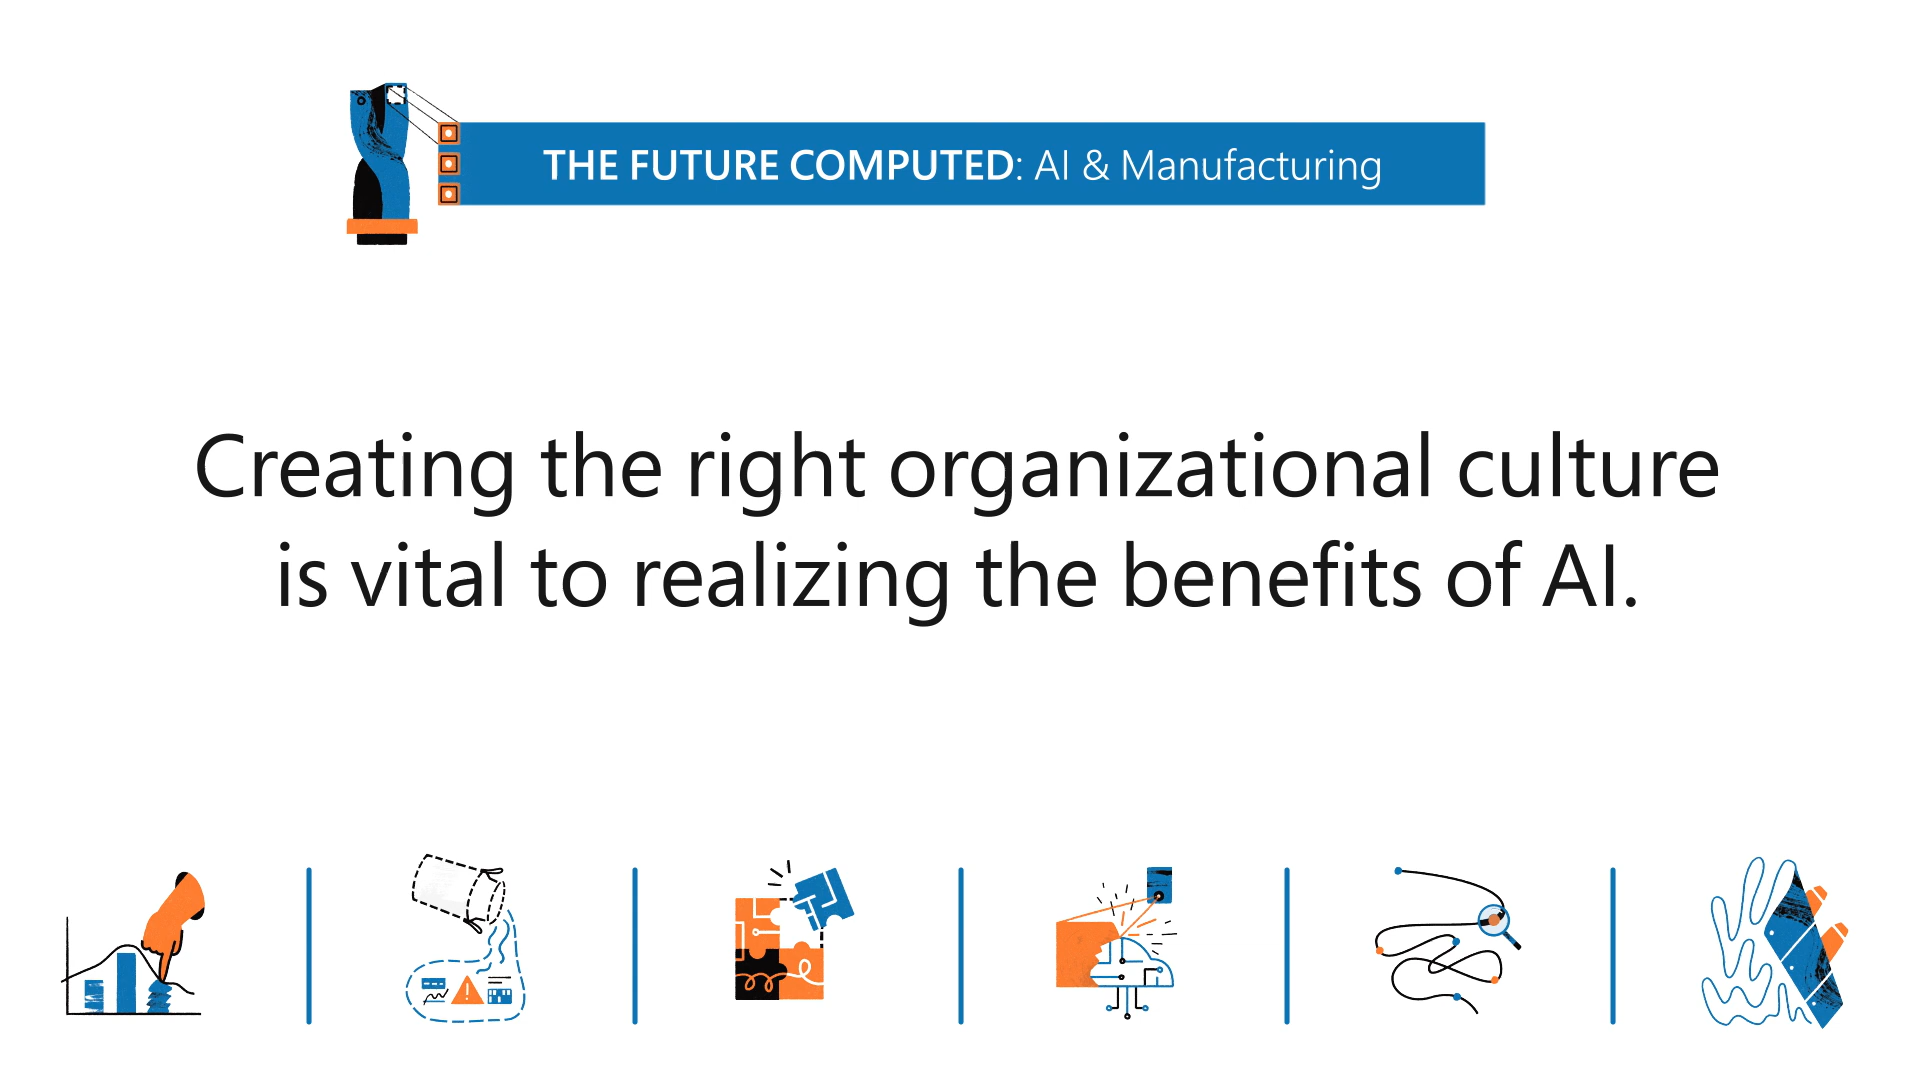 THE FUTURE COMPUTED: AI & Manufacturing
Creating the right organizational culture
is vital to realizing the benefits of AI.